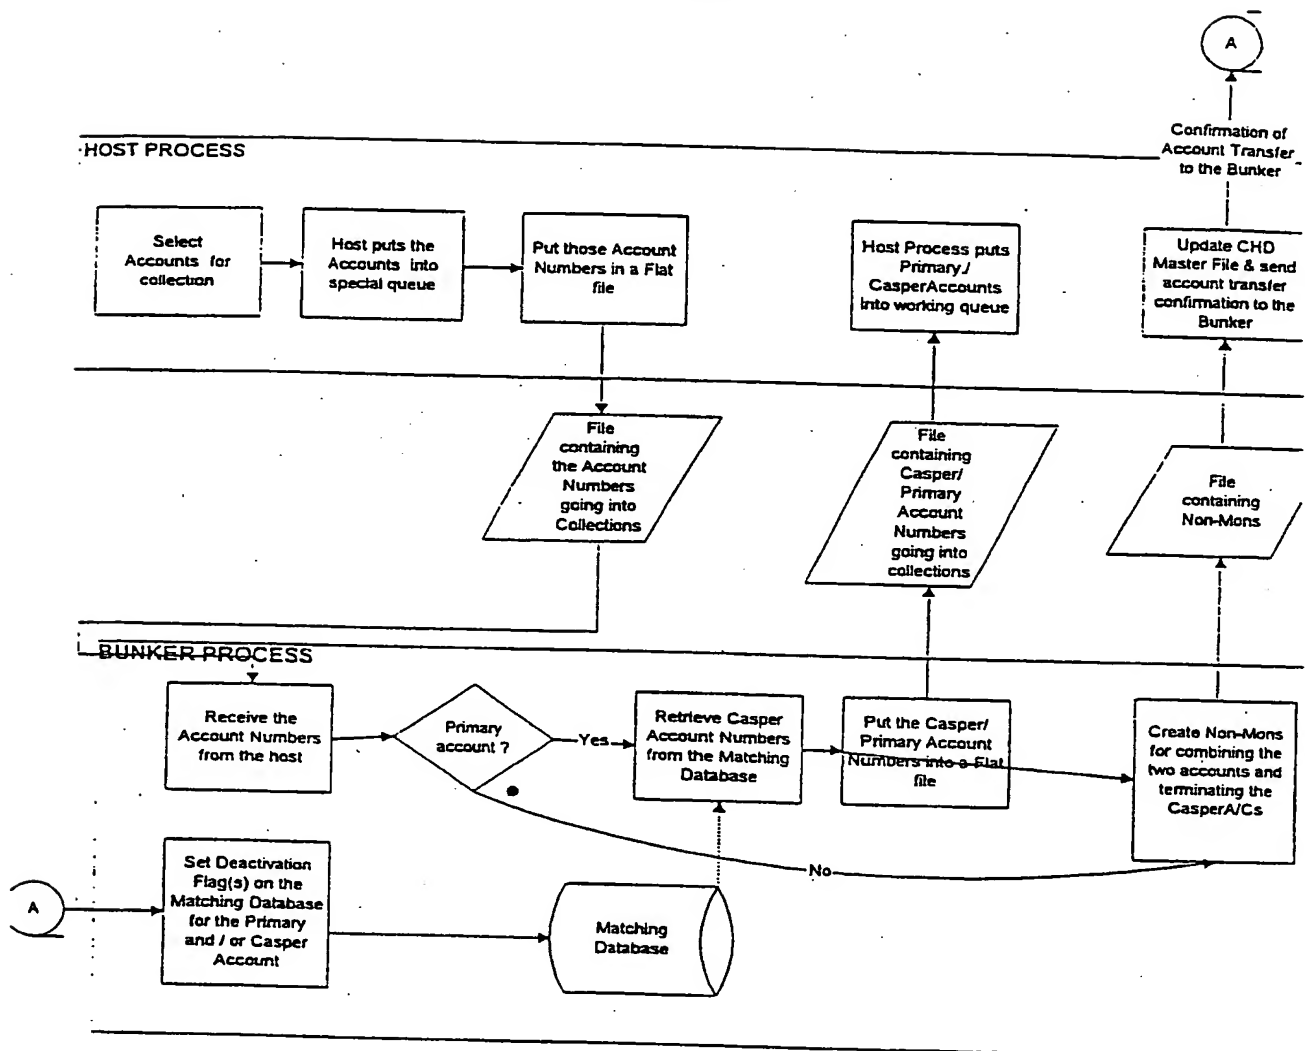 A
Confirmation of
Account Transfer
to the Bunker
HOST PROCESS
Select
Accounts for
collection
Host puts the
Accounts into
special queue
Put those Account
Numbers in a Flat
file
Host Process puts
Primary./
CasperAccounts
into working queue
Update CHD
Master File & send
account transfer
confirmation to the
Bunker
File
containing
the Account
Numbers
going into
Collections
File
containing
Casper/
Primary
Account
Numbers
going into
collections
File
containing
Non-Mons
BUNKER PROCESS
Receive the
Account Numbers
from the host
Primary
account ?
Yes
Retrieve Casper
Account Numbers
from the Matching
Database
Put the Casper/
Primary Account
Numbers into a Flat
file
Create Non-Mons
for combining the
two accounts and
terminating the
CasperA/Cs
No
A
Set Deactivation
Flag(s) on the
Matching Database
for the Primary
and / or Casper
Account
Matching
Database